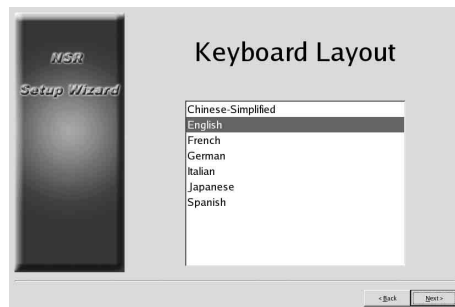 NSR
Setup Wizard
Keyboard Layout
Chinese-Simplified
English
French
German
Italian
Japanese
Spanish
< Back
Next >